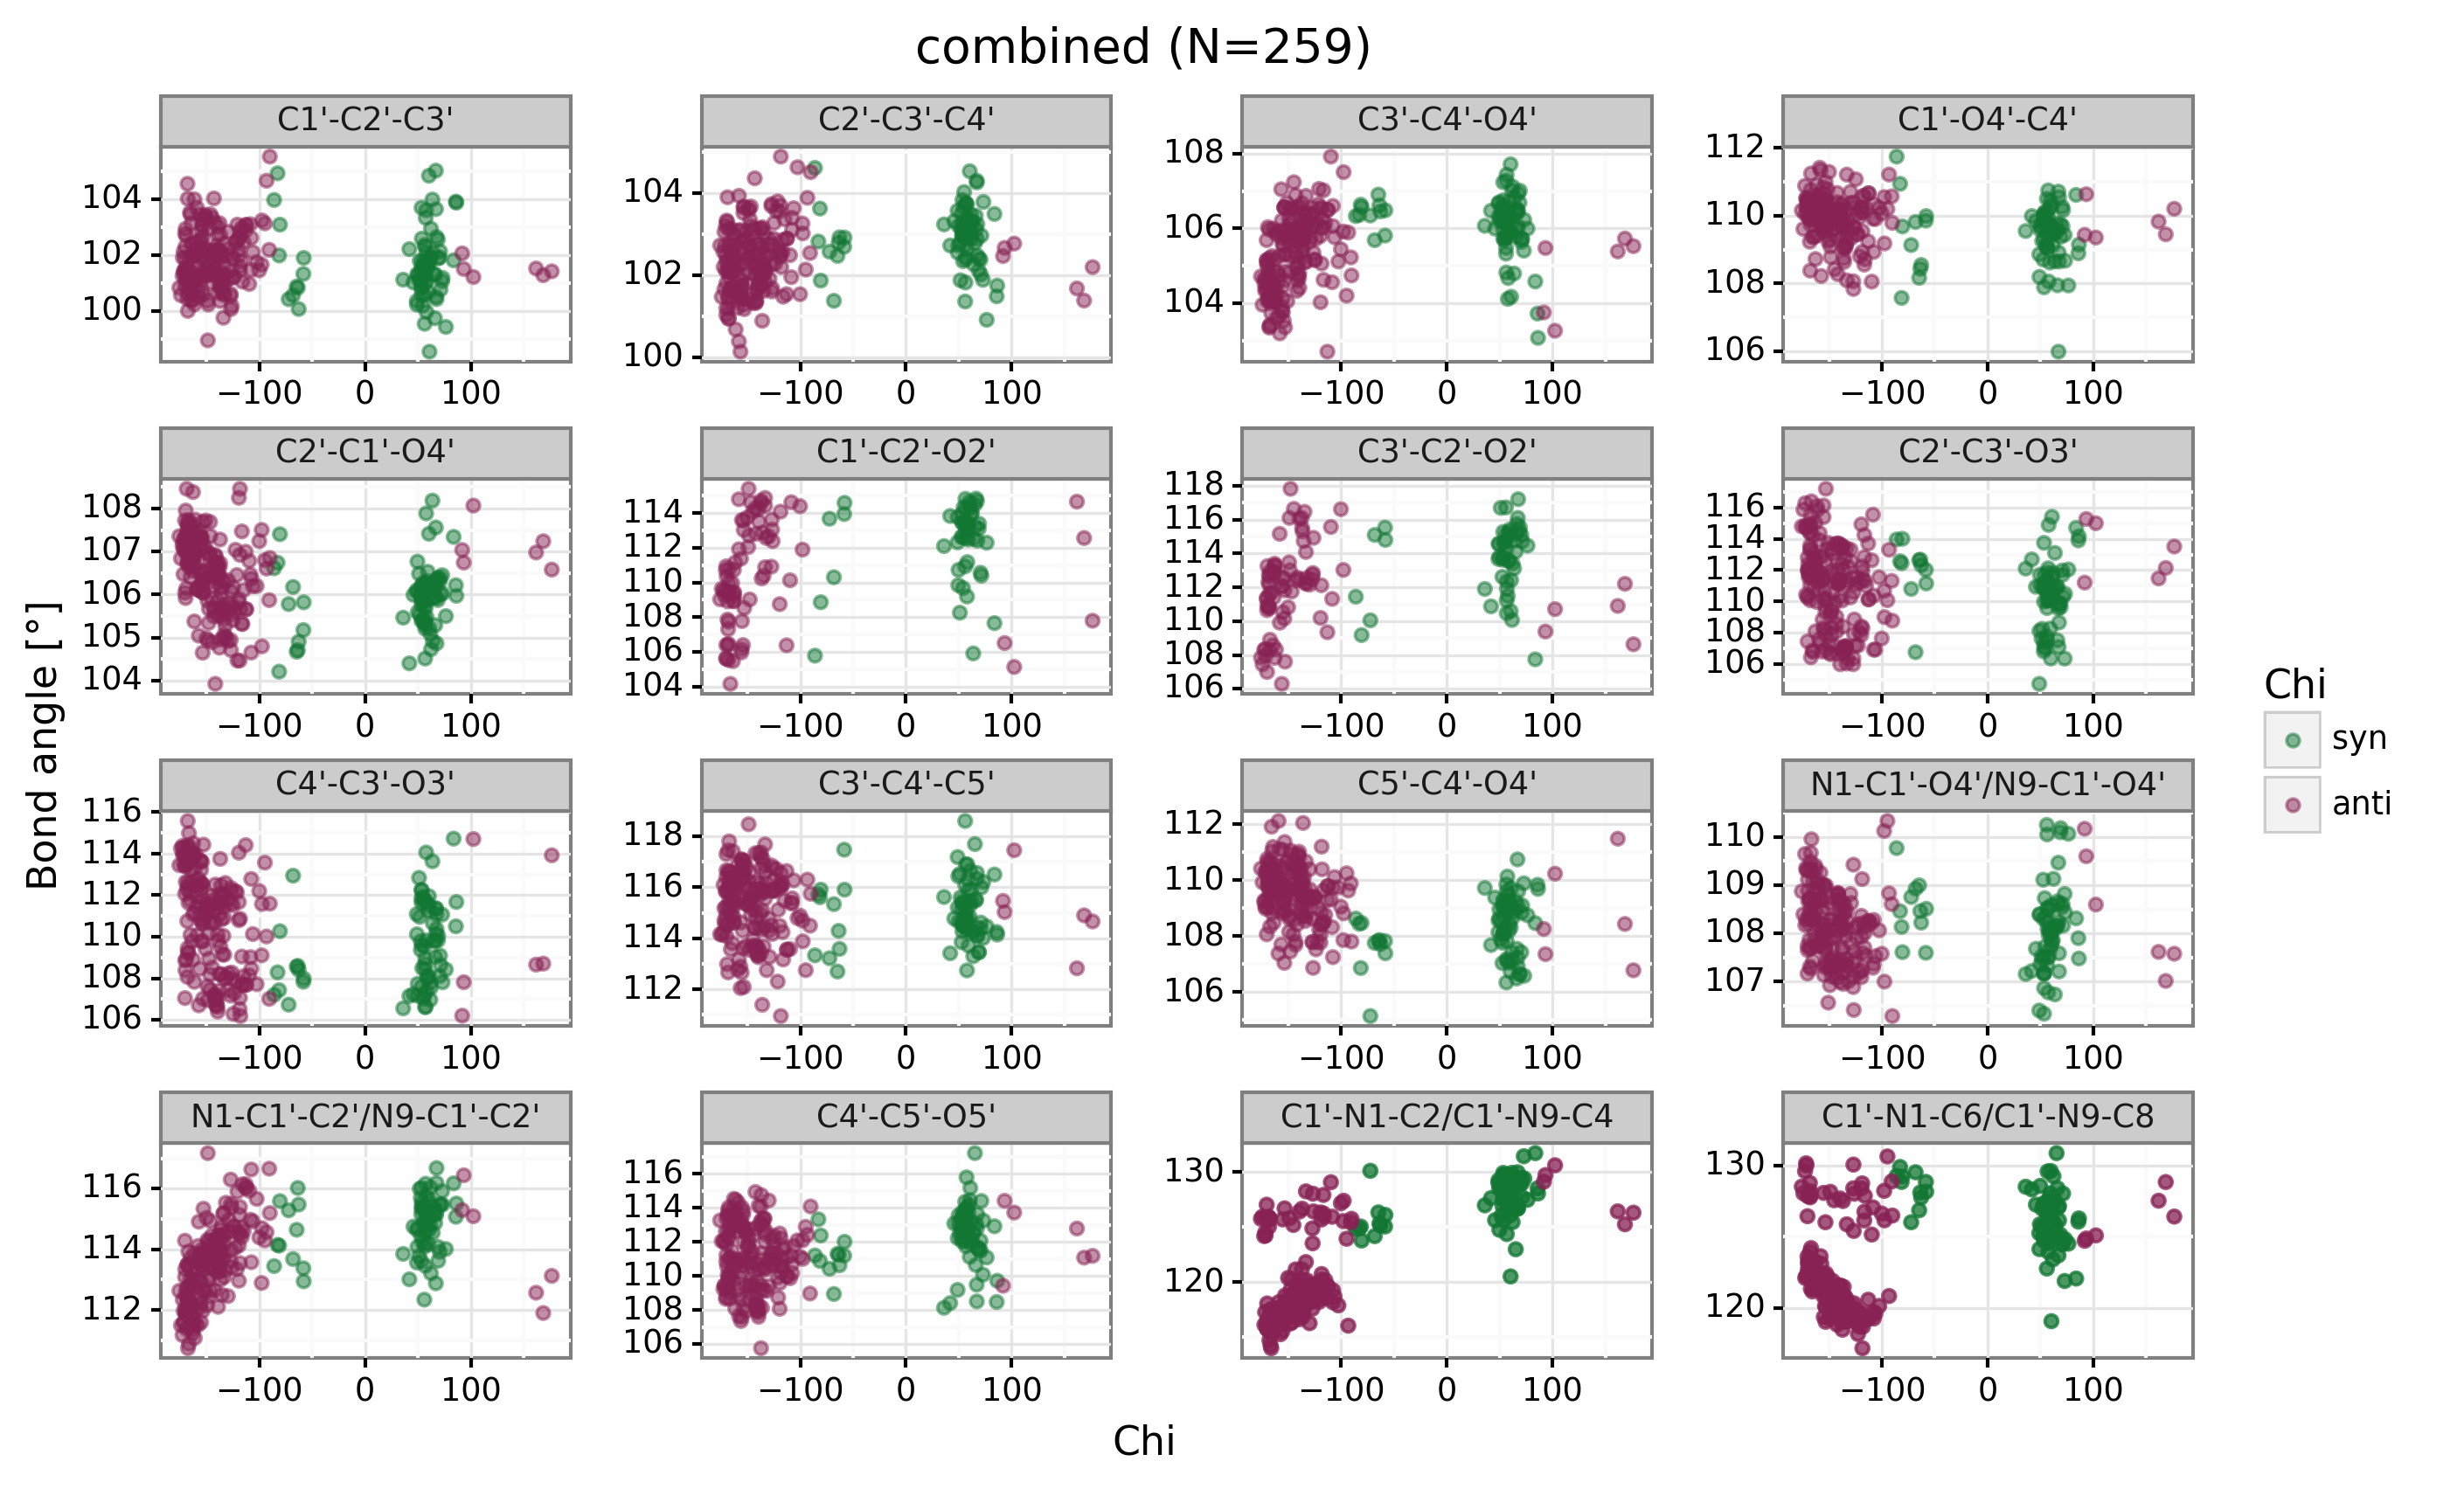 combined (N=259)
C1'-C2'-C3'
C2'-C3'-C4'
C3'-C4'-O4'
C1'-O4'-C4'
104
102
100
104
102
100
108
106
104
112
110
108
106
−100 0 100
−100 0 100
−100 0 100
−100 0 100
C2'-C1'-O4'
C1'-C2'-O2'
C3'-C2'-O2'
C2'-C3'-O3'
108
107
106
105
104
114
112
110
108
106
104
118
116
114
112
110
108
106
116
114
112
110
108
106
−100 0 100
−100 0 100
−100 0 100
−100 0 100
C4'-C3'-O3'
C3'-C4'-C5'
C5'-C4'-O4'
N1-C1'-O4'/N9-C1'-O4'
116
114
112
110
108
106
118
116
114
112
112
110
108
106
110
109
108
107
−100 0 100
−100 0 100
−100 0 100
−100 0 100
N1-C1'-C2'/N9-C1'-C2'
C4'-C5'-O5'
C1'-N1-C2/C1'-N9-C4
C1'-N1-C6/C1'-N9-C8
116
114
112
116
114
112
110
108
106
130
120
130
120
−100 0 100
−100 0 100
−100 0 100
−100 0 100
Bond angle [°]
Chi
Chi
syn
anti